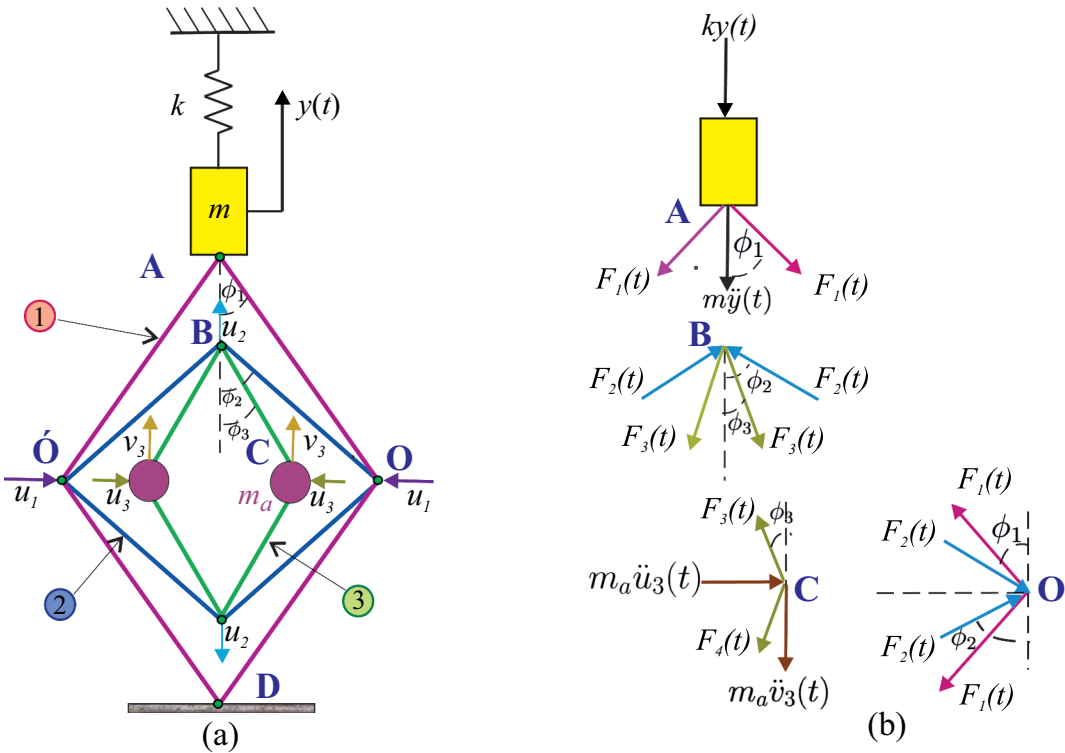 k
y(t)
m
A
ϕ₁
1
B
u₂
ϕ₂
ϕ₃
v₃
v₃
Ó
C
O
u₁
u₃
mₐ
u₃
u₁
2
3
u₂
D
(a)
ky(t)
A
ϕ₁
F₁(t)
F₁(t)
mÿ(t)
B
F₂(t)
ϕ₂
F₂(t)
ϕ₃
F₃(t)
F₃(t)
F₃(t)
ϕ₃
mₐü₃(t)
C
F₄(t)
mₐv̈₃(t)
F₁(t)
F₂(t)
ϕ₁
O
F₂(t)
ϕ₂
F₁(t)
(b)